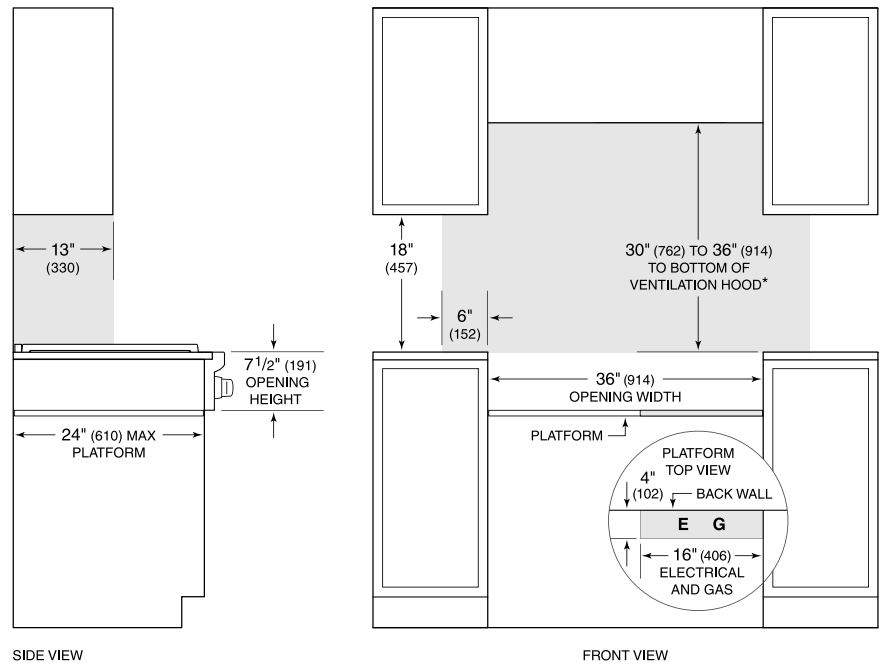 13"
(330)
7 1/2" (191)
OPENING
HEIGHT
24" (610) MAX
PLATFORM
SIDE VIEW
18"
(457)
30" (762) TO 36" (914)
TO BOTTOM OF
VENTILATION HOOD*
6"
(152)
36" (914)
OPENING WIDTH
PLATFORM
PLATFORM
TOP VIEW
4"
(102)
BACK WALL
E G
16" (406)
ELECTRICAL
AND GAS
FRONT VIEW